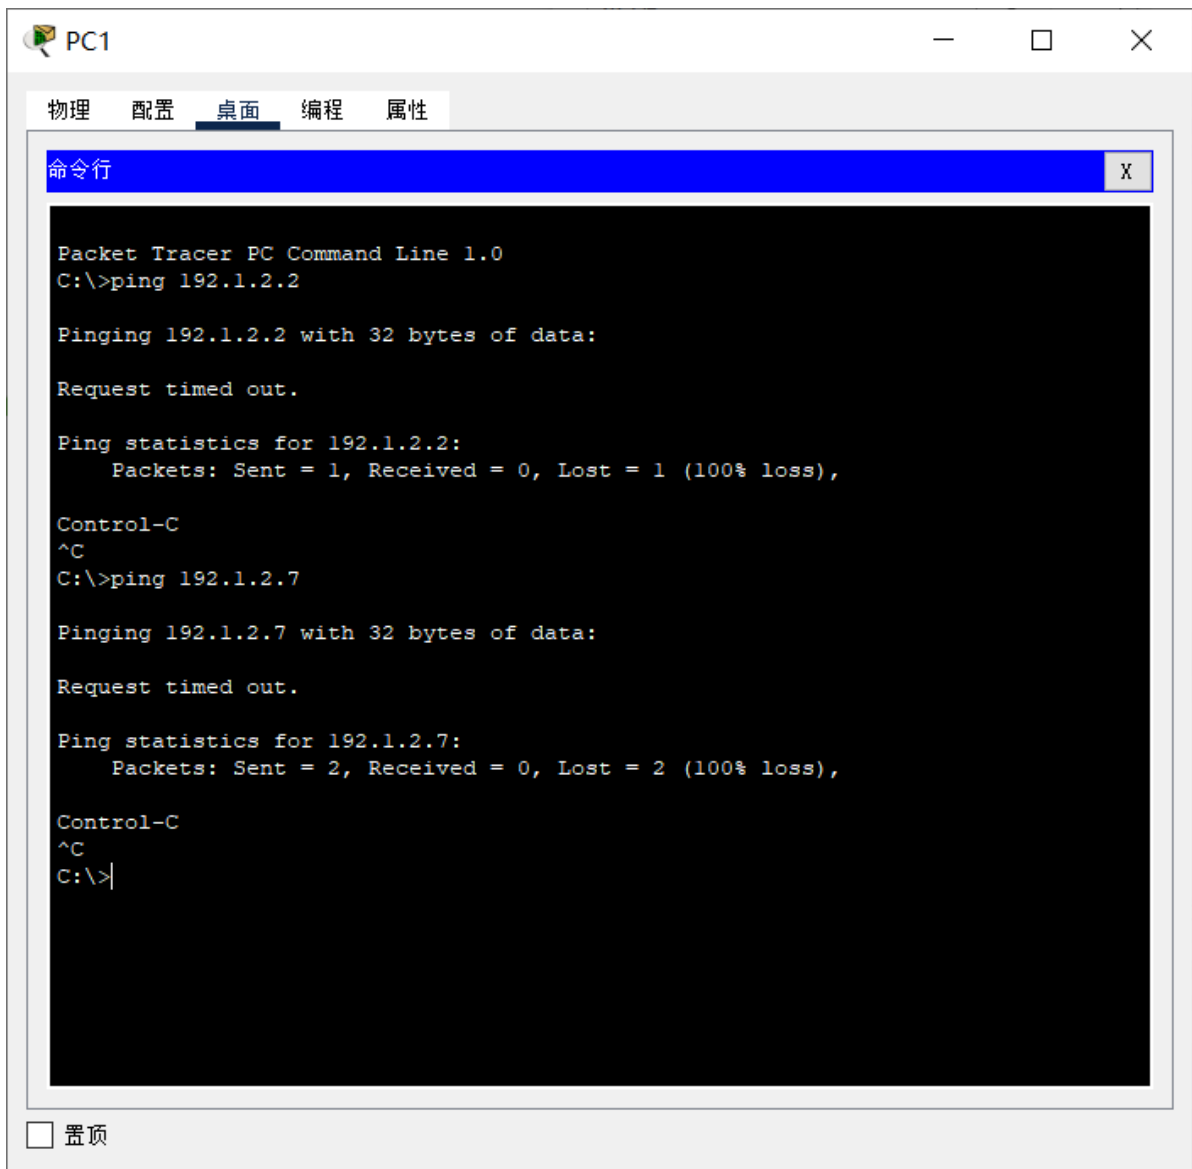 PC1
物理 配置 桌面 编程 属性
命令行 X
Packet Tracer PC Command Line 1.0
C:\>ping 192.1.2.2
Pinging 192.1.2.2 with 32 bytes of data:
Request timed out.
Ping statistics for 192.1.2.2:
    Packets: Sent = 1, Received = 0, Lost = 1 (100% loss),
Control-C
^C
C:\>ping 192.1.2.7
Pinging 192.1.2.7 with 32 bytes of data:
Request timed out.
Ping statistics for 192.1.2.7:
    Packets: Sent = 2, Received = 0, Lost = 2 (100% loss),
Control-C
^C
C:\>
置顶